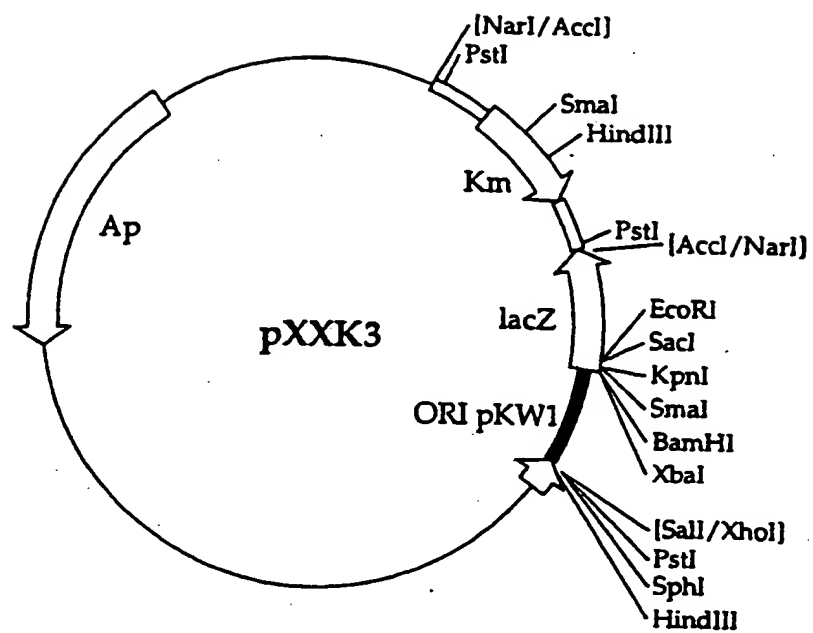 [NarI/AccI]
PstI
SmaI
HindIII
Km
PstI
[AccI/NarI]
Ap
lacZ
pXXK3
EcoRI
SacI
KpnI
SmaI
BamHI
XbaI
ORI pKW1
[SalI/XhoI]
PstI
SphI
HindIII